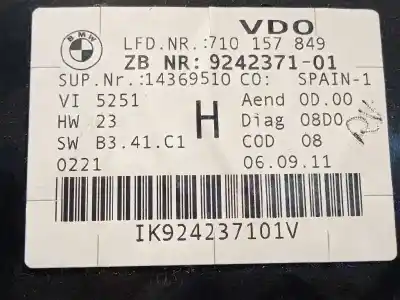 BMW
VDO
LFD.NR.:710 157 849
ZB NR: 9242371-01
SUP.Nr.:14369510 CO: SPAIN-1
VI 5251 Aend 0D.00
HW 23 H Diag 08D0
SW B3.41.C1 COD 08
0221 06.09.11
IK924237101V